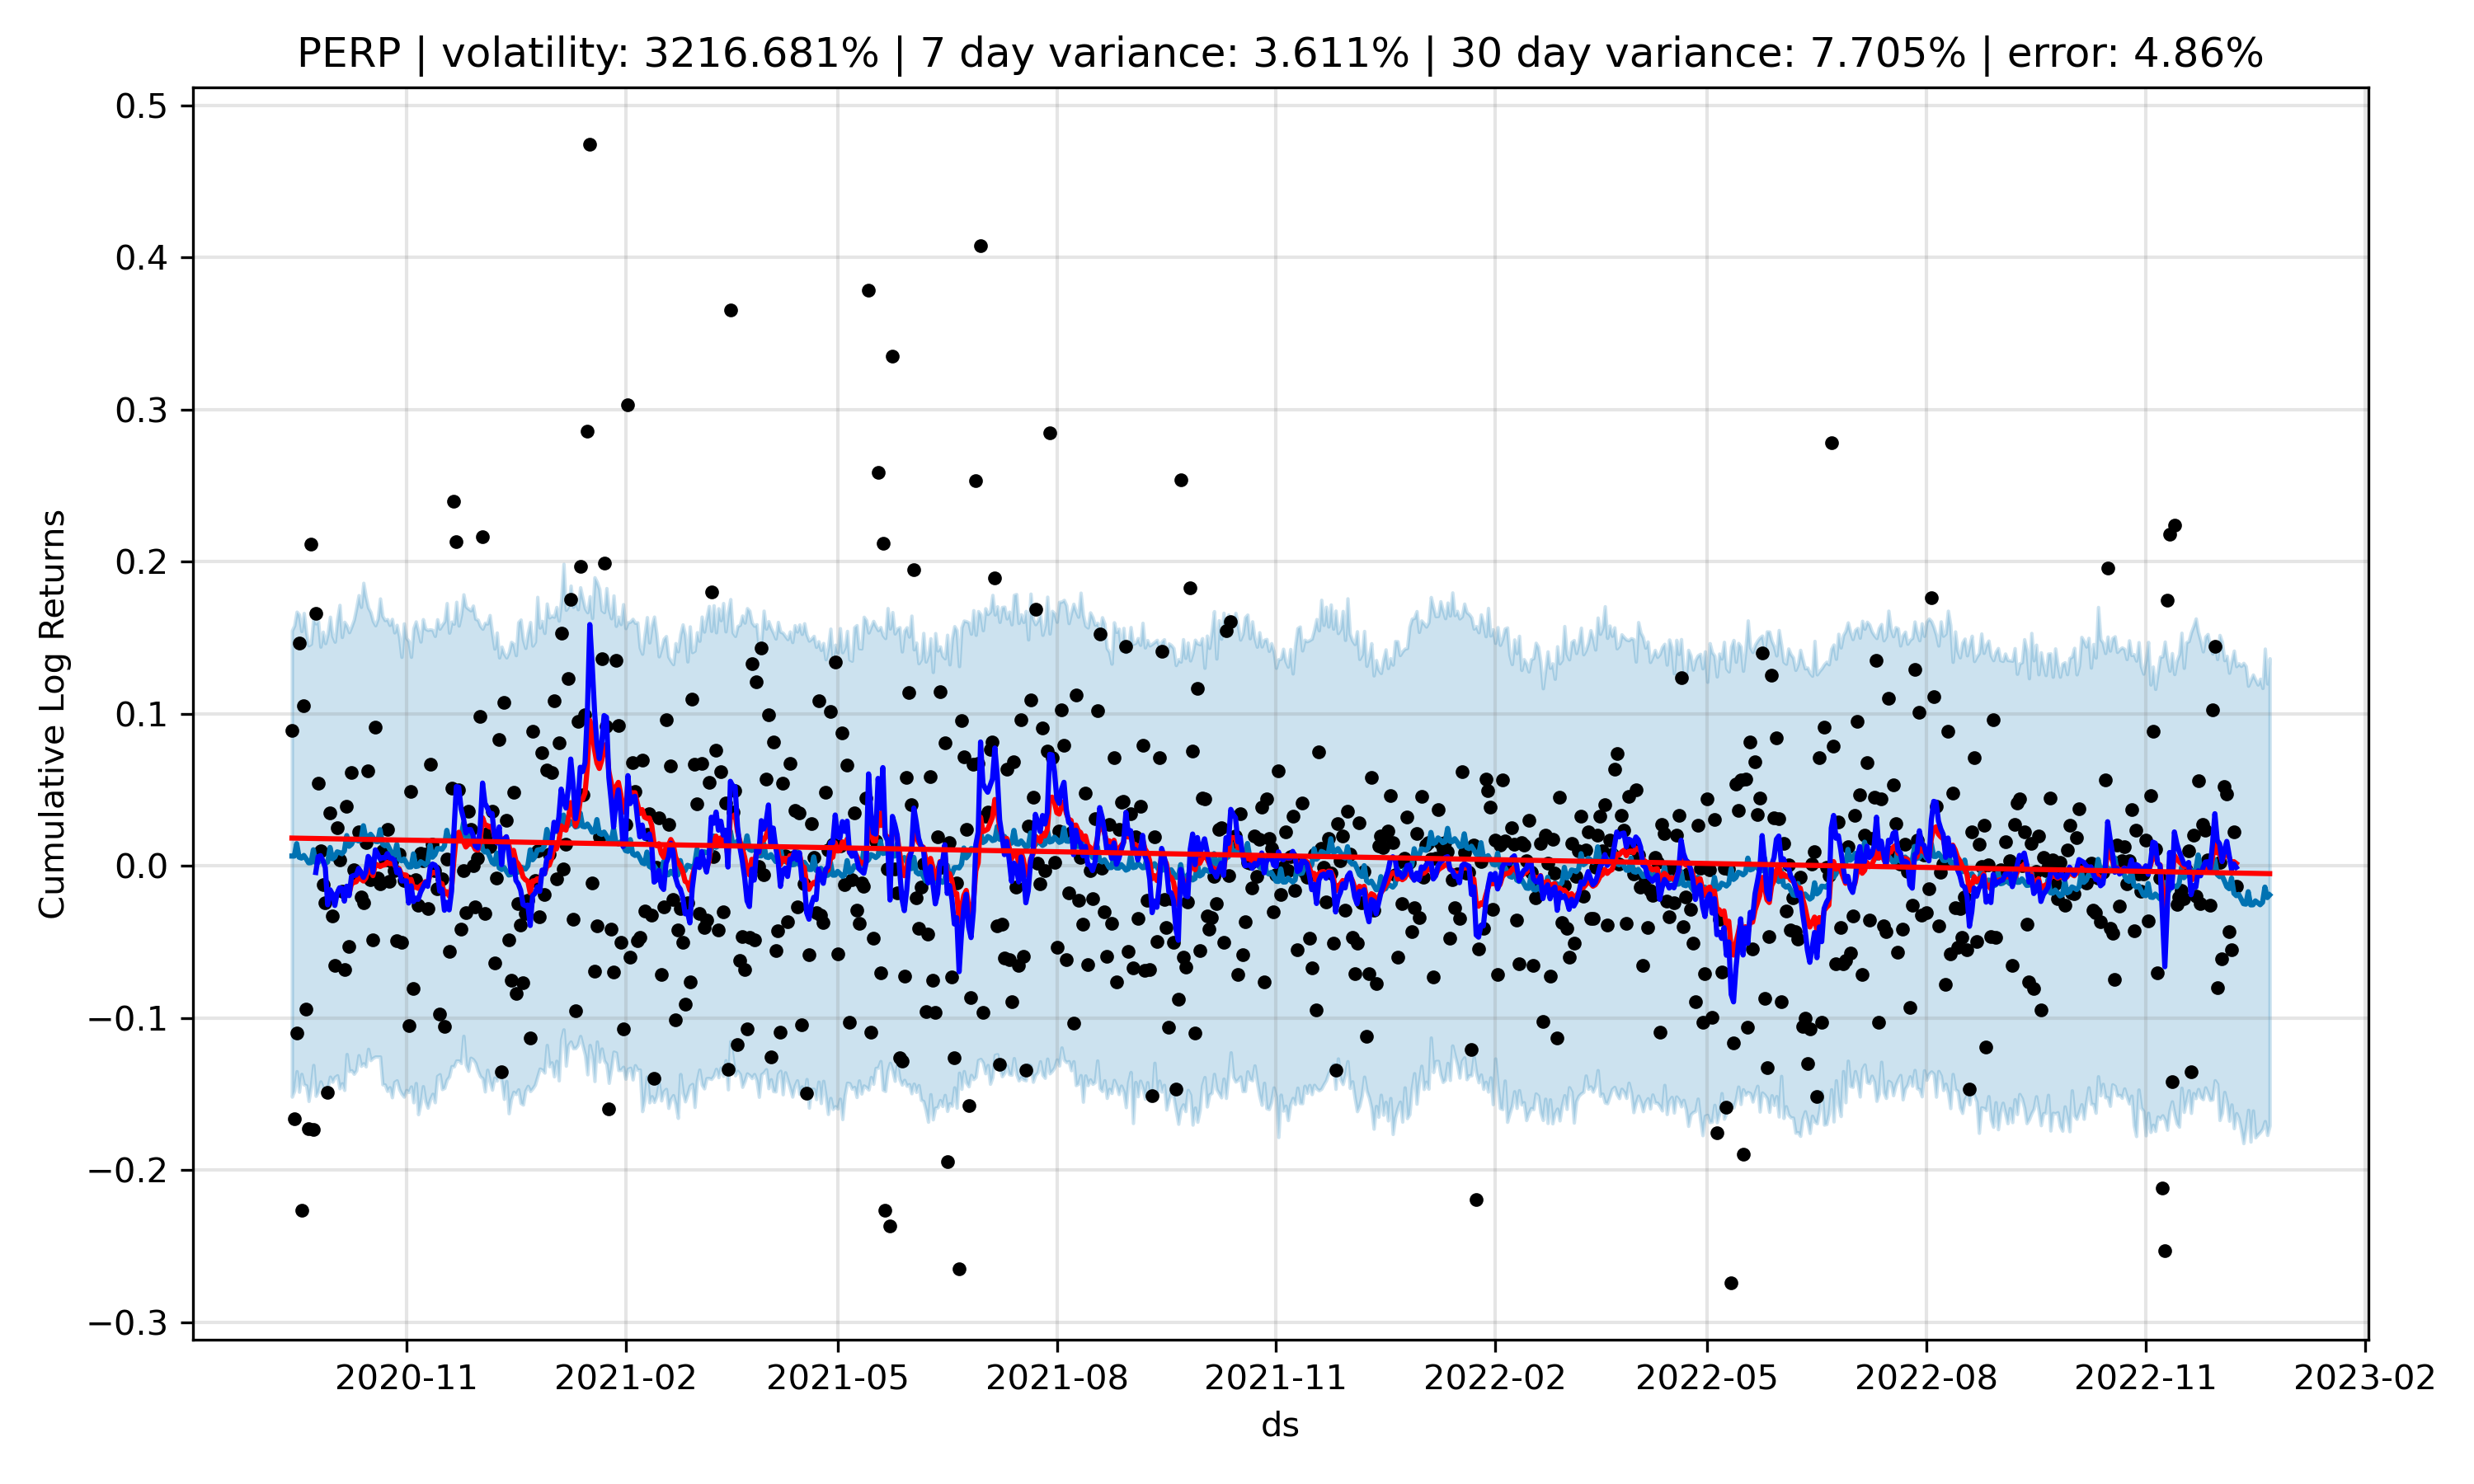 PERP | volatility: 3216.681% | 7 day variance: 3.611% | 30 day variance: 7.705% | error: 4.86%
0.5
0.4
0.3
0.2
0.1
0.0
−0.1
−0.2
−0.3
Cumulative Log Returns
2020-11 2021-02 2021-05 2021-08 2021-11 2022-02 2022-05 2022-08 2022-11 2023-02
ds